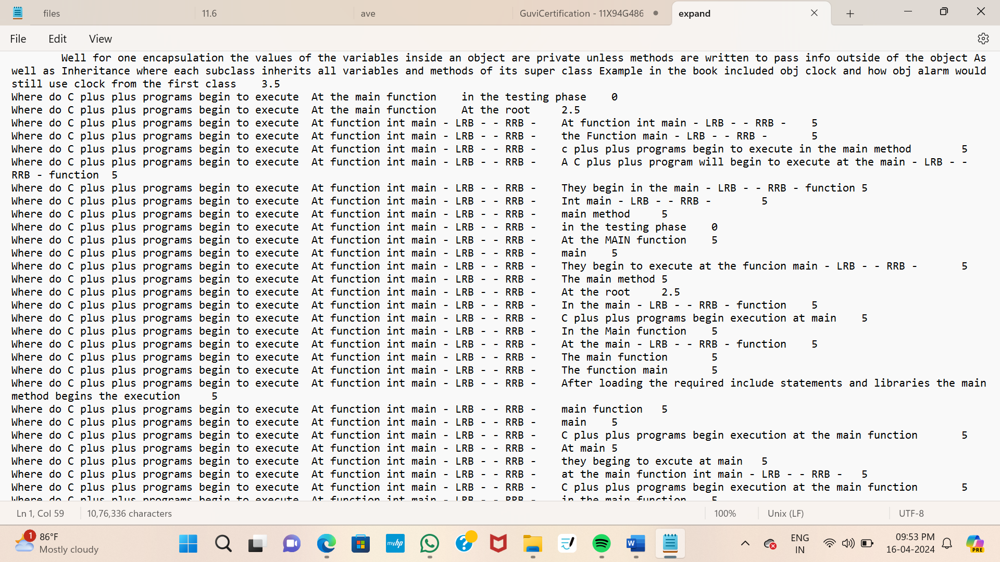 files
11.6
ave
GuviCertification - 11X94G486
expand
File
Edit
View
Well for one encapsulation the values of the variables inside an object are private unless methods are written to pass info outside of the object As
well as Inheritance where each subclass inherits all variables and methods of its super class Example in the book included obj clock and how obj alarm would
still use clock from the first class 3.5
Where do C plus plus programs begin to execute At the main function in the testing phase 0
Where do C plus plus programs begin to execute At the main function At the root 2.5
Where do C plus plus programs begin to execute At function int main - LRB - - RRB - At function int main - LRB - - RRB - 5
Where do C plus plus programs begin to execute At function int main - LRB - - RRB - the Function main - LRB - - RRB - 5
Where do C plus plus programs begin to execute At function int main - LRB - - RRB - c plus plus programs begin to execute in the main method 5
Where do C plus plus programs begin to execute At function int main - LRB - - RRB - A C plus plus program will begin to execute at the main - LRB - -
RRB - function 5
Where do C plus plus programs begin to execute At function int main - LRB - - RRB - They begin in the main - LRB - - RRB - function 5
Where do C plus plus programs begin to execute At function int main - LRB - - RRB - Int main - LRB - - RRB - 5
Where do C plus plus programs begin to execute At function int main - LRB - - RRB - main method 5
Where do C plus plus programs begin to execute At function int main - LRB - - RRB - in the testing phase 0
Where do C plus plus programs begin to execute At function int main - LRB - - RRB - At the MAIN function 5
Where do C plus plus programs begin to execute At function int main - LRB - - RRB - main 5
Where do C plus plus programs begin to execute At function int main - LRB - - RRB - They begin to execute at the funcion main - LRB - - RRB - 5
Where do C plus plus programs begin to execute At function int main - LRB - - RRB - The main method 5
Where do C plus plus programs begin to execute At function int main - LRB - - RRB - At the root 2.5
Where do C plus plus programs begin to execute At function int main - LRB - - RRB - In the main - LRB - - RRB - function 5
Where do C plus plus programs begin to execute At function int main - LRB - - RRB - C plus plus programs begin execution at main 5
Where do C plus plus programs begin to execute At function int main - LRB - - RRB - In the Main function 5
Where do C plus plus programs begin to execute At function int main - LRB - - RRB - At the main - LRB - - RRB - function 5
Where do C plus plus programs begin to execute At function int main - LRB - - RRB - The main function 5
Where do C plus plus programs begin to execute At function int main - LRB - - RRB - The function main 5
Where do C plus plus programs begin to execute At function int main - LRB - - RRB - After loading the required include statements and libraries the main
method begins the execution 5
Where do C plus plus programs begin to execute At function int main - LRB - - RRB - main function 5
Where do C plus plus programs begin to execute At function int main - LRB - - RRB - main 5
Where do C plus plus programs begin to execute At function int main - LRB - - RRB - C plus plus programs begin execution at the main function 5
Where do C plus plus programs begin to execute At function int main - LRB - - RRB - At main 5
Where do C plus plus programs begin to execute At function int main - LRB - - RRB - they beging to excute at main 5
Where do C plus plus programs begin to execute At function int main - LRB - - RRB - at the main function int main - LRB - - RRB - 5
Where do C plus plus programs begin to execute At function int main - LRB - - RRB - C plus plus programs begin execution at the main function 5
Where do C plus plus programs begin to execute At function int main - LRB - - RRB - in the main function 5
Ln 1, Col 59
10,76,336 characters
100%
Unix (LF)
UTF-8
1
86°F
Mostly cloudy
myhp
W
ENG
IN
09:53 PM
16-04-2024
PRE